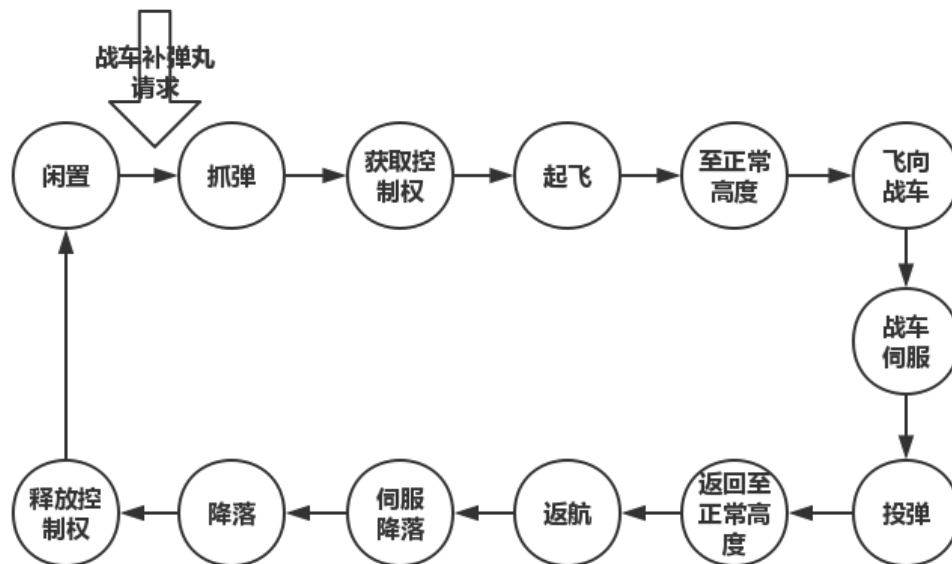 战车补弹丸
请求
闲置
抓弹
获取控
制权
起飞
至正常
高度
飞向
战车
战车
伺服
投弹
返回至
正常高
度
返航
伺服
降落
降落
释放控
制权